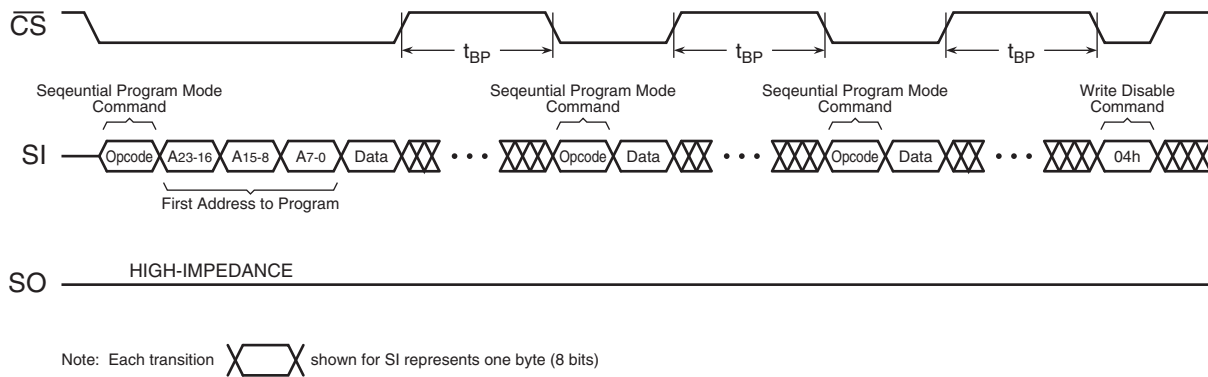 CS
tBP
tBP
tBP
Seqeuntial Program Mode
Command
Seqeuntial Program Mode
Command
Seqeuntial Program Mode
Command
Write Disable
Command
SI
Opcode
A23-16
A15-8
A7-0
Data
• • •
Opcode
Data
• • •
Opcode
Data
• • •
04h
First Address to Program
SO
HIGH-IMPEDANCE
Note: Each transition shown for SI represents one byte (8 bits)